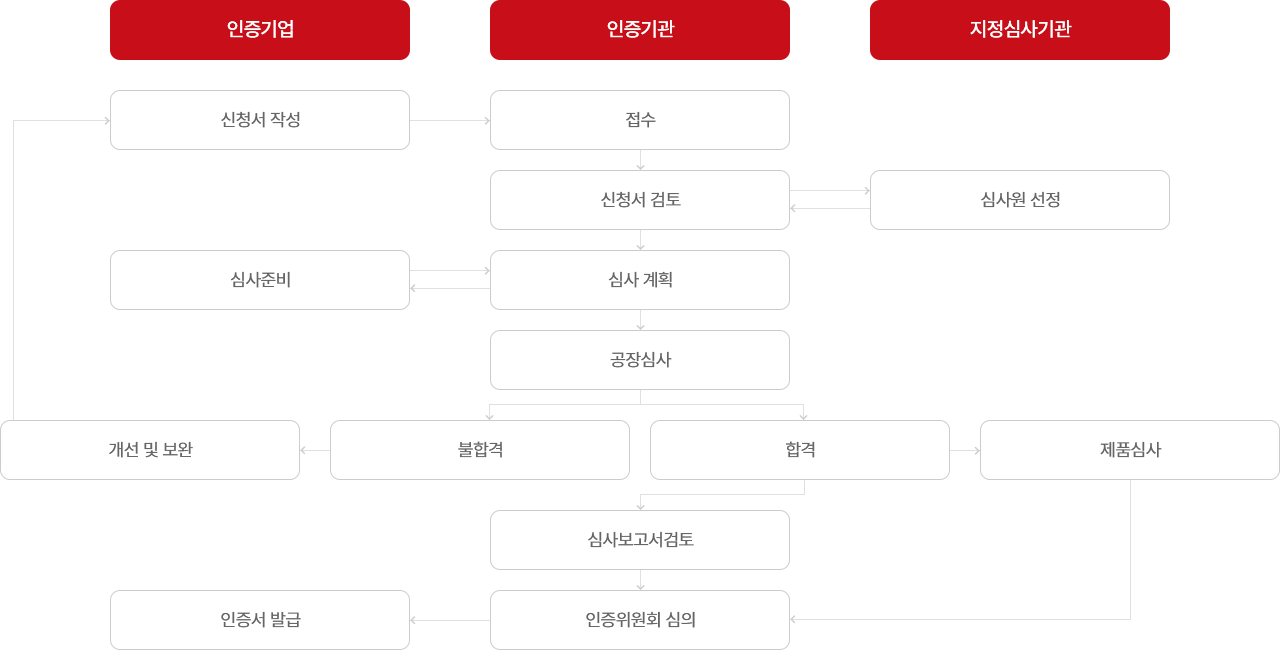 인증기업
인증기관
지정심사기관
신청서 작성
접수
신청서 검토
심사원 선정
심사준비
심사 계획
공장심사
개선 및 보완
불합격
합격
제품심사
심사보고서검토
인증서 발급
인증위원회 심의